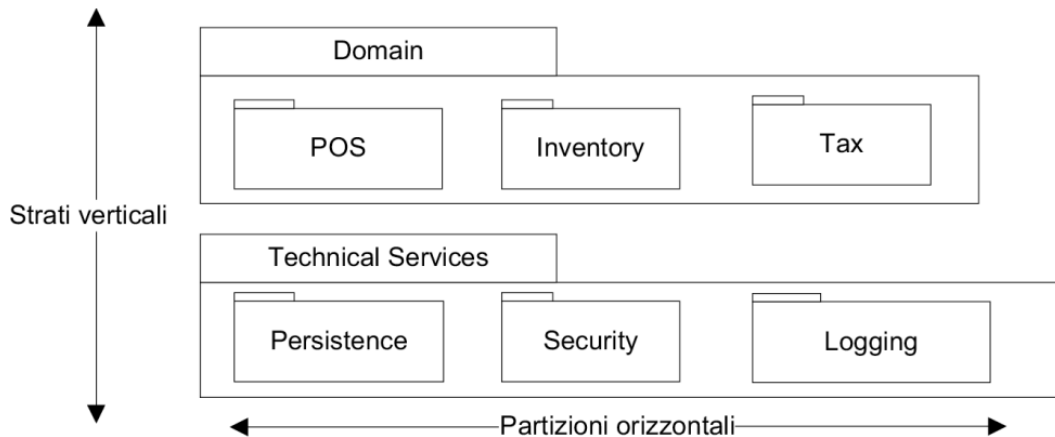 Domain
POS
Inventory
Tax
Strati verticali
Technical Services
Persistence
Security
Logging
Partizioni orizzontali